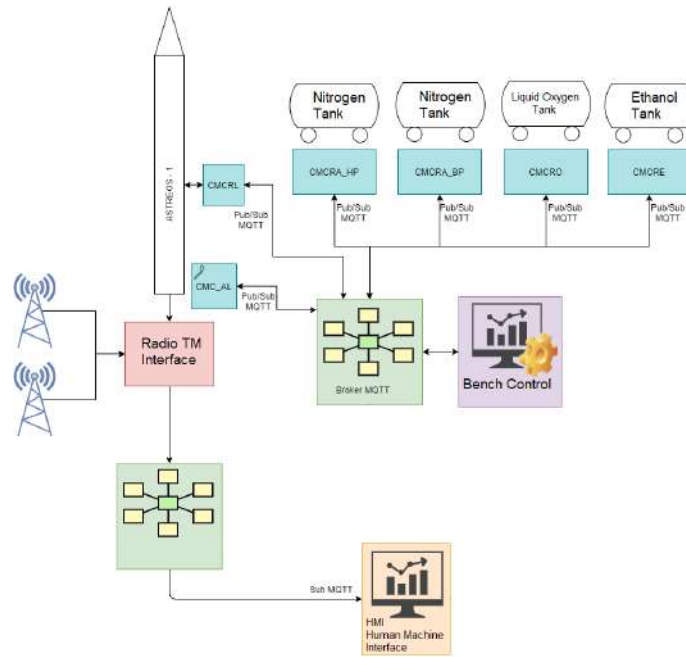 Nitrogen
Tank
Nitrogen
Tank
Liquid Oxygen
Tank
Ethanol
Tank
ASTREOS - 1
CMCRL
CMCRA_HP
CMCRA_BP
CMCRO
CMCRE
Pub/Sub
MQTT
Pub/Sub
MQTT
Pub/Sub
MQTT
Pub/Sub
MQTT
Pub/Sub
MQTT
CMC_AL
Pub/Sub
MQTT
Radio TM
Interface
Broker MQTT
Bench Control
Sub MQTT
HMI
Human Machine
Interface